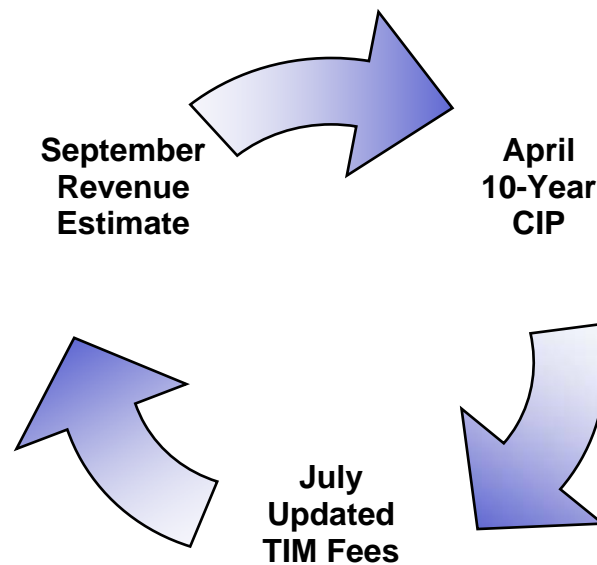 September
Revenue
Estimate
April
10-Year
CIP
July
Updated
TIM Fees